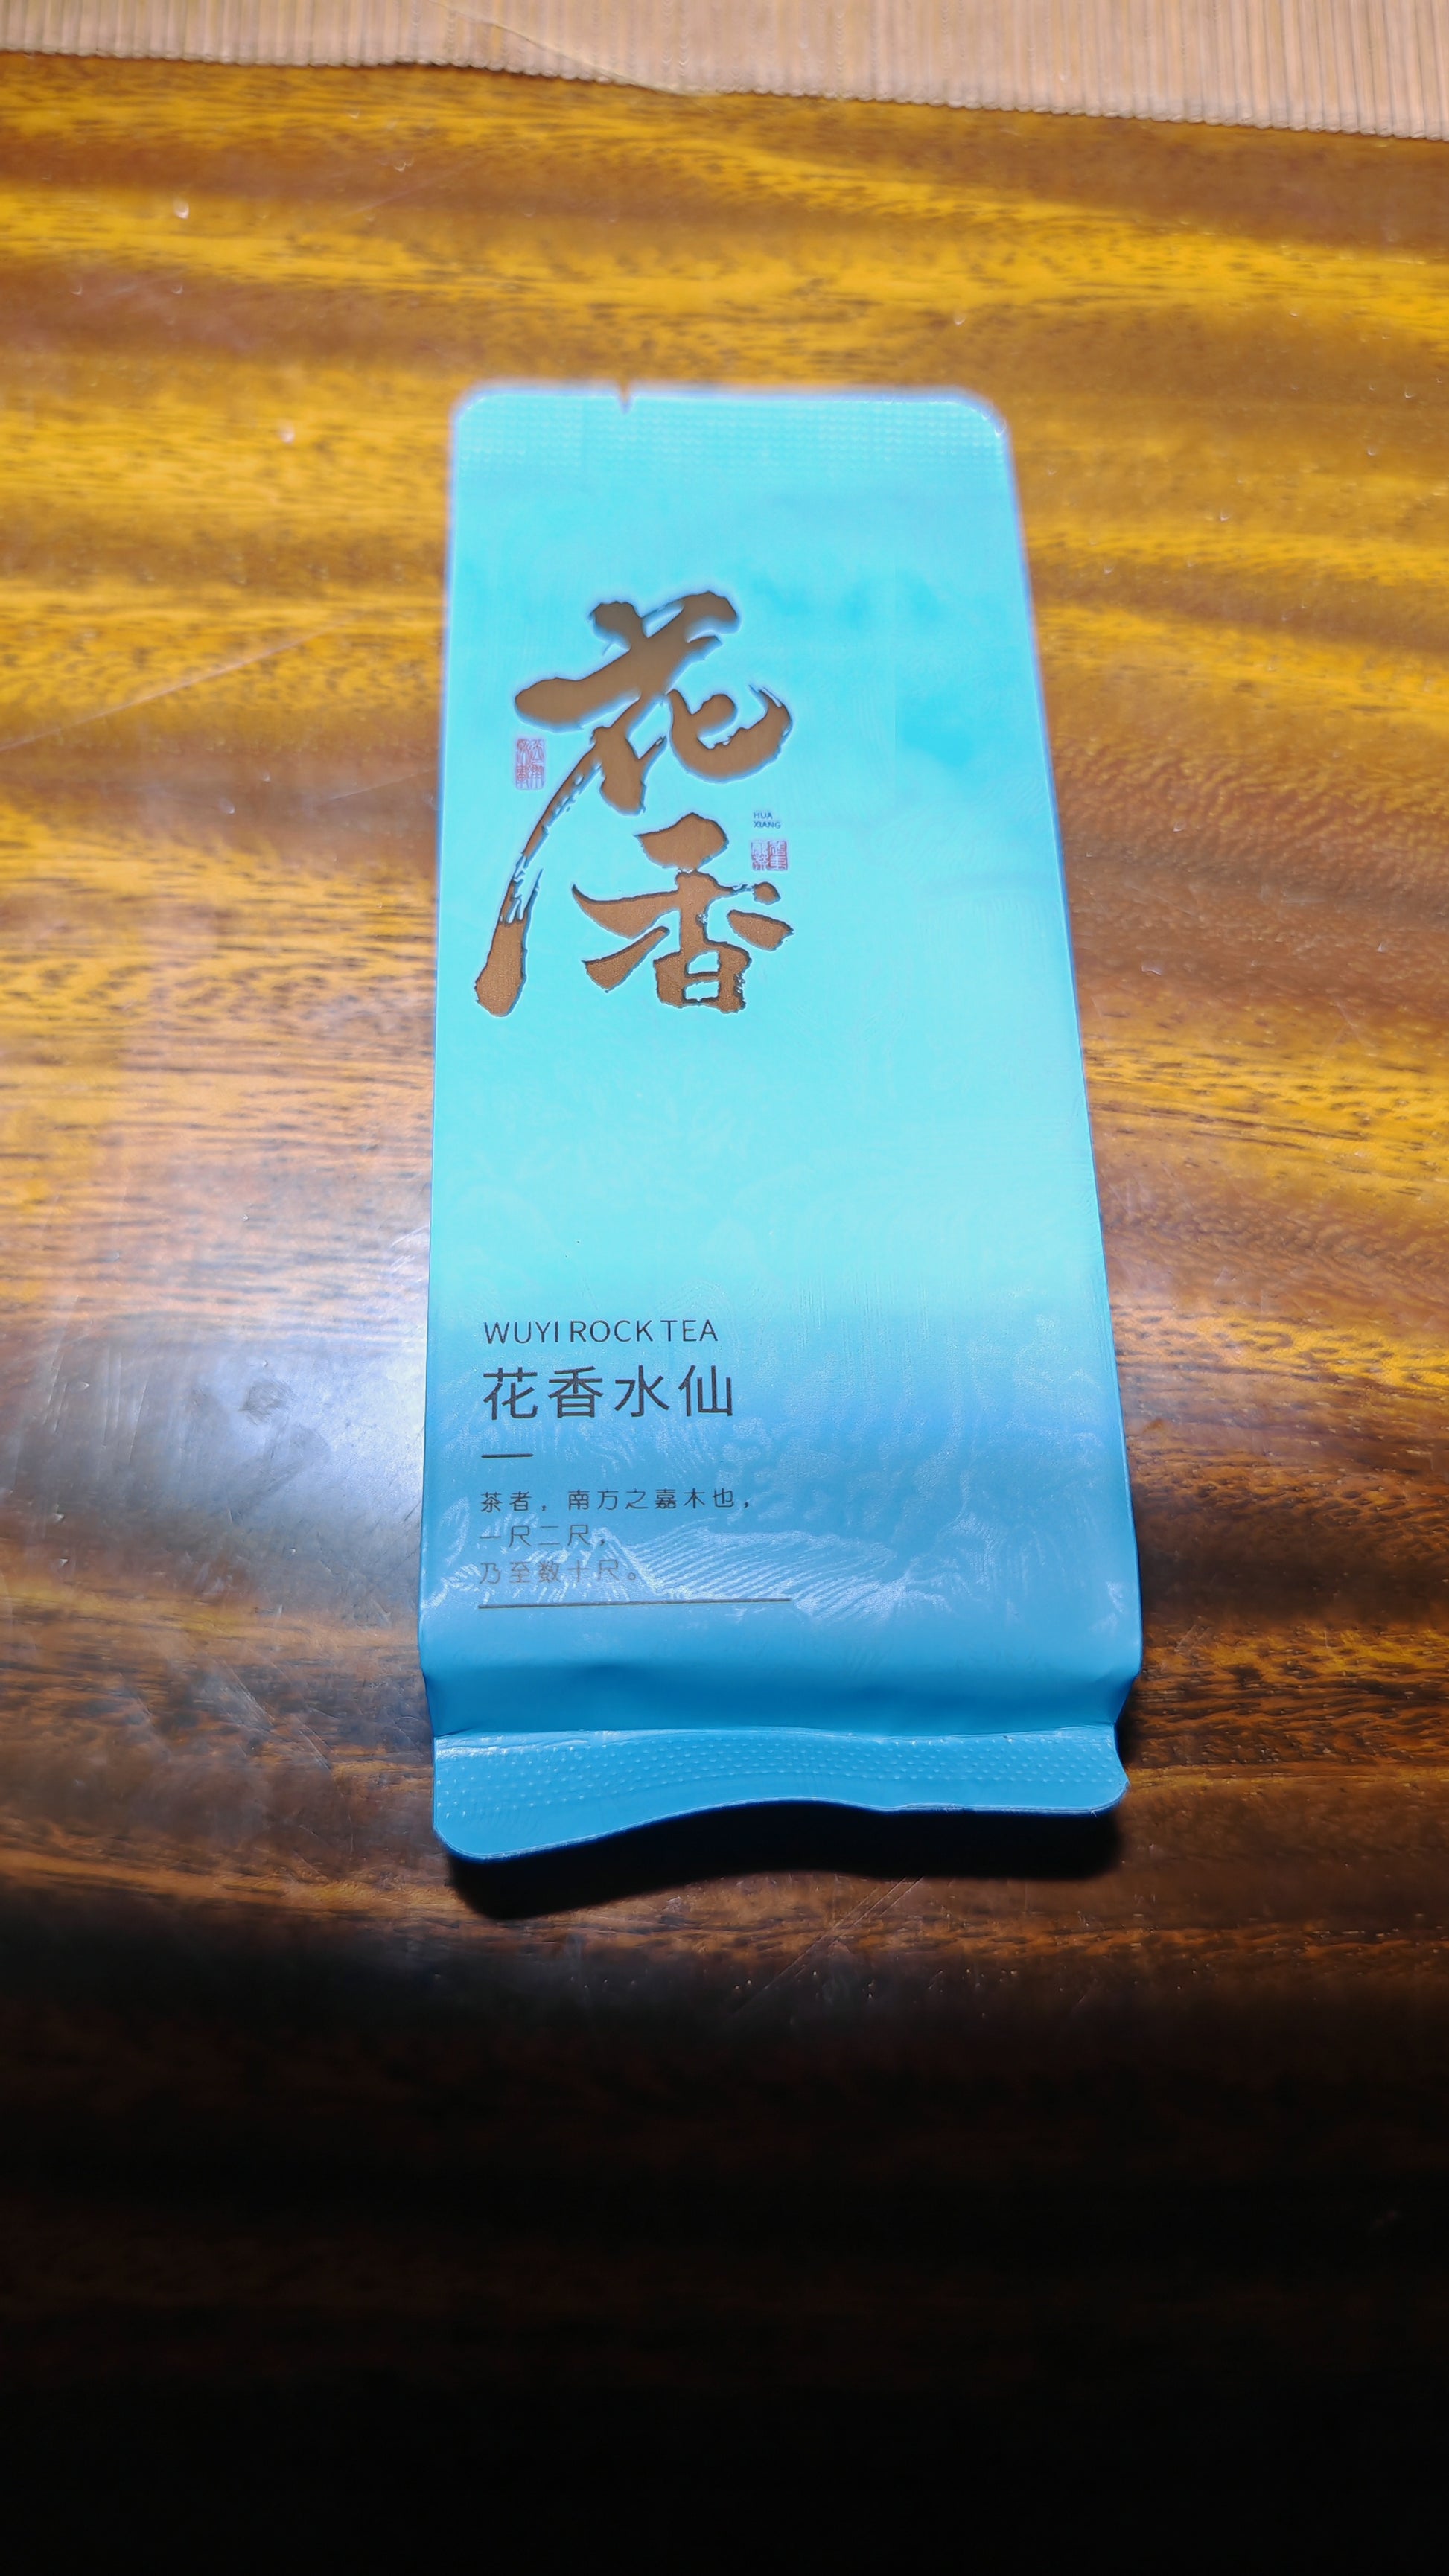 花香
HUA
XIANG
WUYI ROCK TEA
花香水仙
茶者，南方之嘉木也，
一尺二尺，
乃至数十尺。